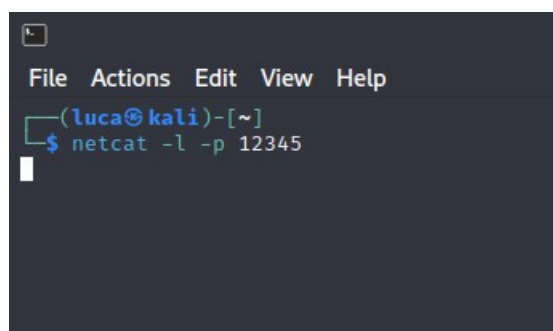 File Actions Edit View Help
┌──(luca㉿kali)-[~]
└─$ netcat -l -p 12345